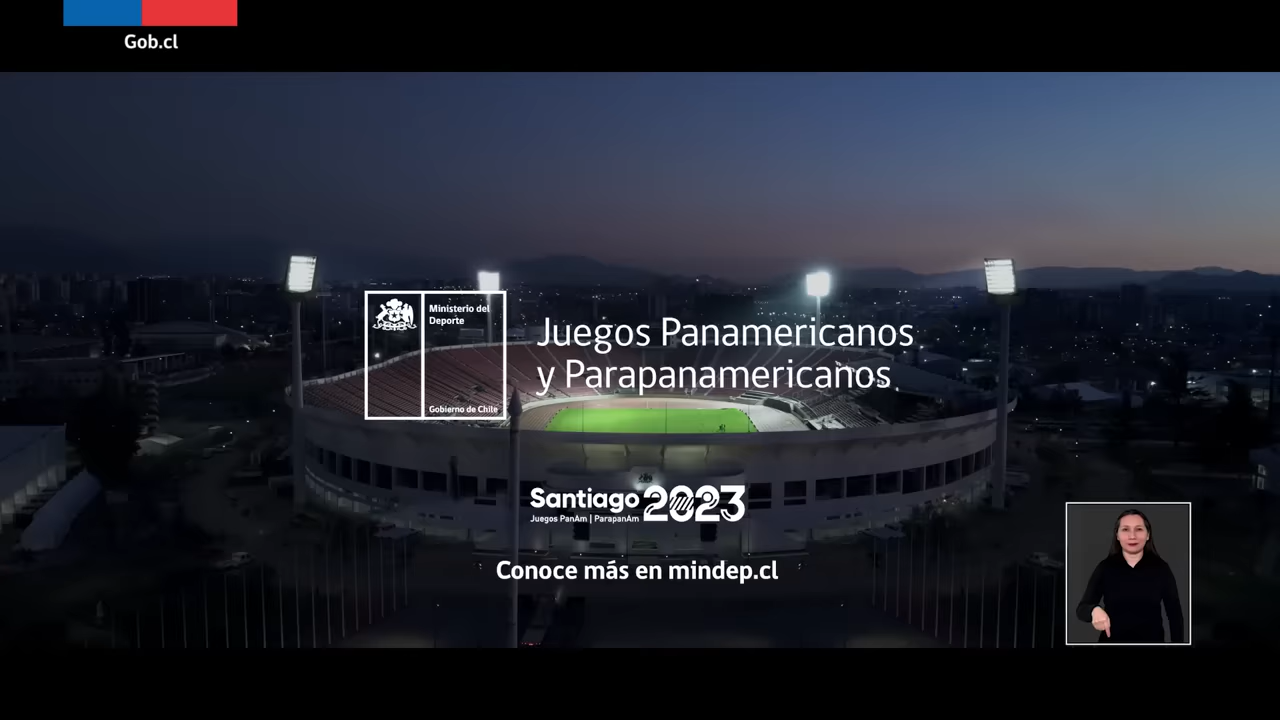 Gob.cl
Ministerio del
Deporte
Gobierno de Chile
Juegos Panamericanos
y Parapanamericanos
Santiago 2023
Juegos PanAm | ParapanAm
Conoce más en mindep.cl